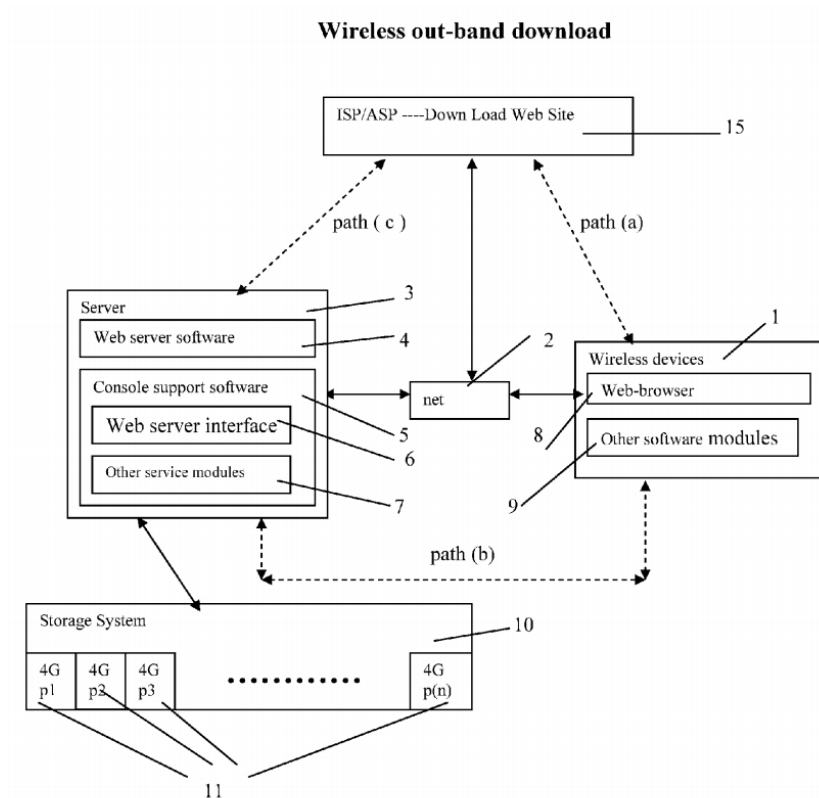 Wireless out-band download
ISP/ASP ----Down Load Web Site
15
path ( c )
path (a)
Server
3
Web server software
4
Console support software
5
Web server interface
6
Other service modules
7
2
net
1
Wireless devices
Web-browser
8
Other software modules
9
path (b)
Storage System
10
4G
p1
4G
p2
4G
p3
............
4G
p(n)
11